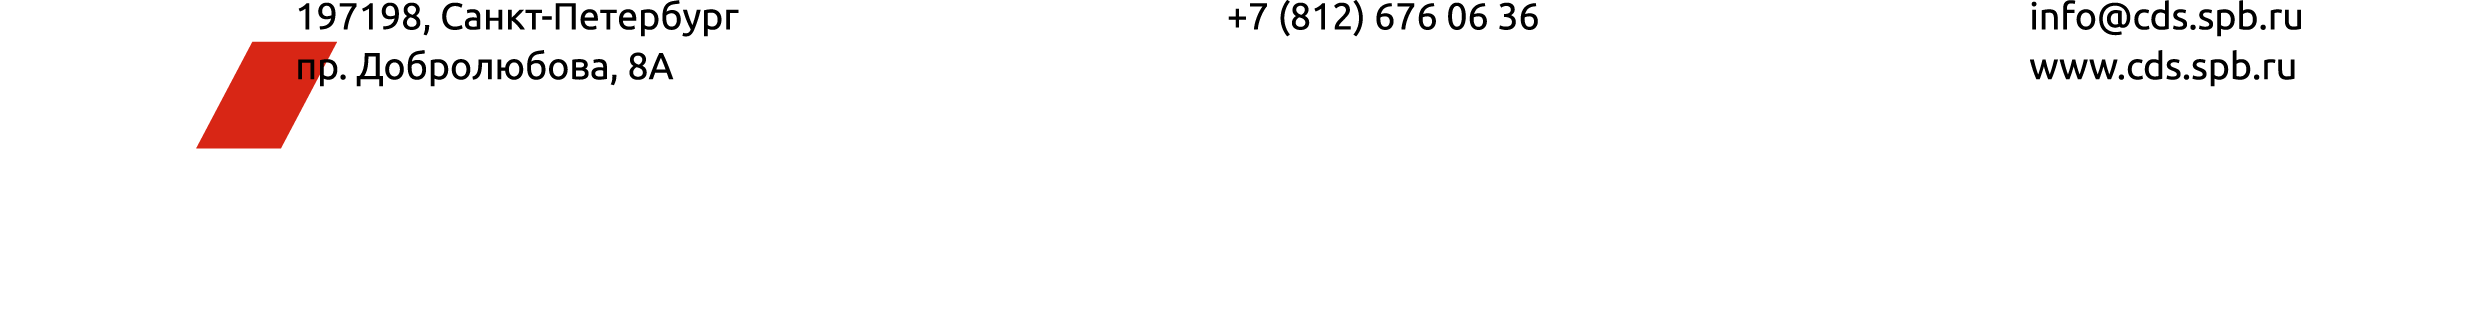 197198, Санкт-Петербург
пр. Добролюбова, 8А
+7 (812) 676 06 36
info@cds.spb.ru
www.cds.spb.ru